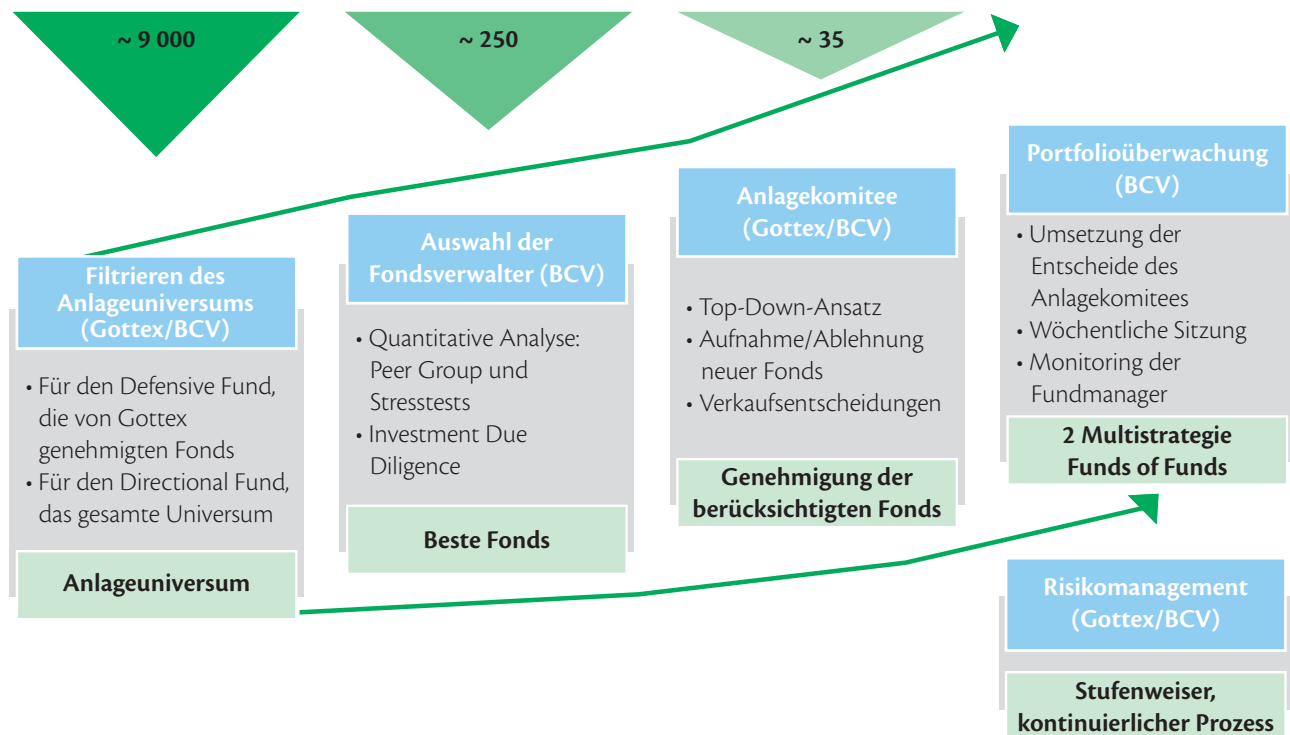 ~ 9 000
~ 250
~ 35
Filtrieren des
Anlageuniversums
(Gottex/BCV)
• Für den Defensive Fund,
die von Gottex
genehmigten Fonds
• Für den Directional Fund,
das gesamte Universum
Anlageuniversum
Auswahl der
Fondsverwalter (BCV)
• Quantitative Analyse:
Peer Group und
Stresstests
• Investment Due
Diligence
Beste Fonds
Anlagekomitee
(Gottex/BCV)
• Top-Down-Ansatz
• Aufnahme/Ablehnung
neuer Fonds
• Verkaufsentscheidungen
Genehmigung der
berücksichtigten Fonds
Portfolioüberwachung
(BCV)
• Umsetzung der
Entscheide des
Anlagekomitees
• Wöchentliche Sitzung
• Monitoring der
Fundmanager
2 Multistrategie
Funds of Funds
Risikomanagement
(Gottex/BCV)
Stufenweiser,
kontinuierlicher Prozess